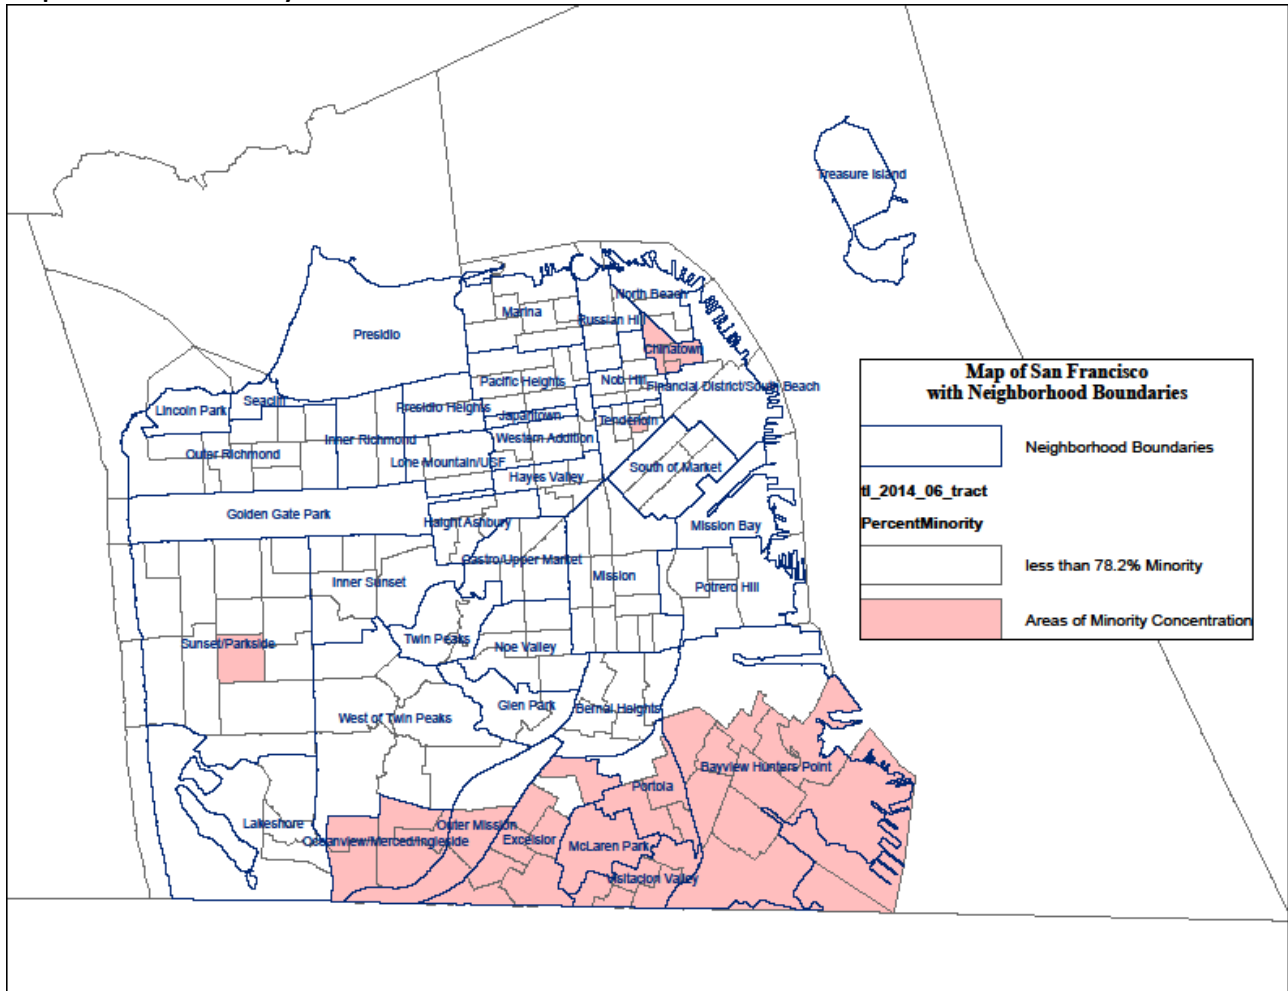 Treasure Island
North Beach
Marina
Russian Hill
Presidio
Chinatown
Pacific Heights
Nob Hill
Financial District/South Beach
Seacliff
Lincoln Park
Presidio Heights
Japantown
Tenderloin
Inner Richmond
Western Addition
Outer Richmond
Lone Mountain/USF
South of Market
Hayes Valley
Golden Gate Park
Haight Ashbury
Mission Bay
Castro/Upper Market
Inner Sunset
Mission
Potrero Hill
Sunset/Parkside
Twin Peaks
Noe Valley
Glen Park
Bernal Heights
West of Twin Peaks
Bayview Hunters Point
Portola
Lakeshore
Outer Mission
Oceanview/Merced/Ingleside
Excelsior
McLaren Park
Visitacion Valley
Map of San Francisco
with Neighborhood Boundaries
Neighborhood Boundaries
tl_2014_06_tract
PercentMinority
less than 78.2% Minority
Areas of Minority Concentration